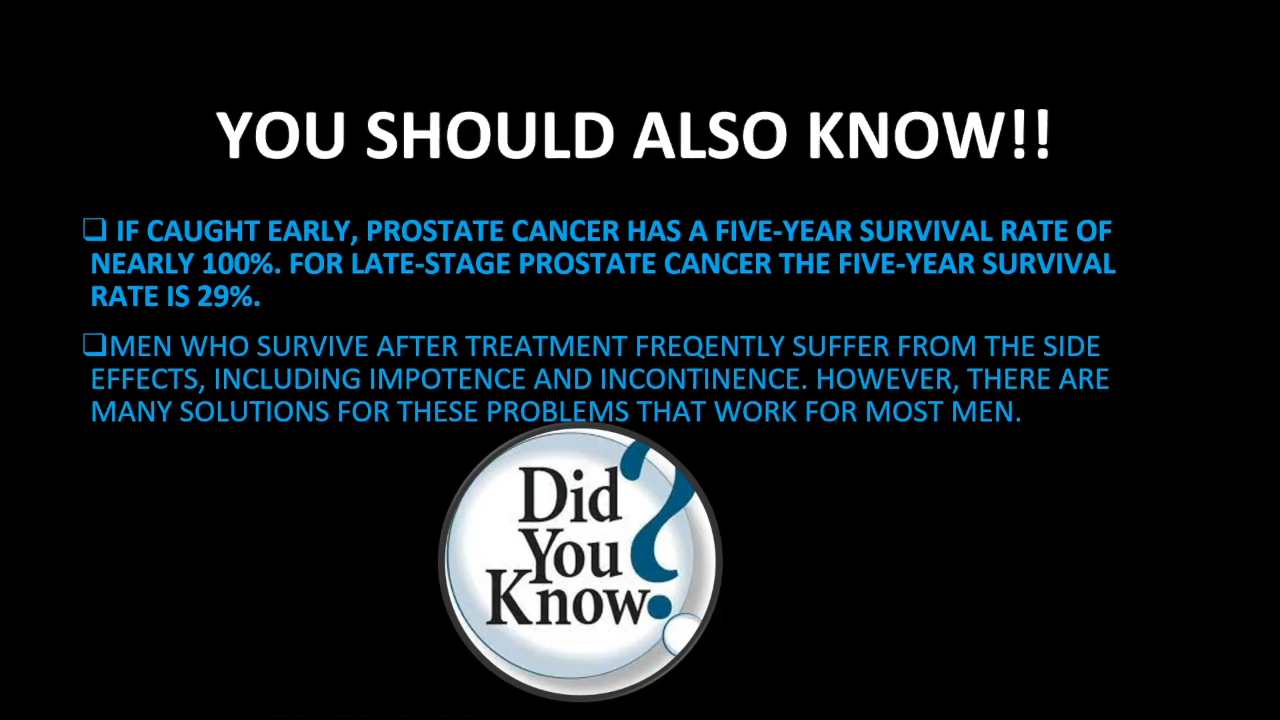 YOU SHOULD ALSO KNOW!!
❑ IF CAUGHT EARLY, PROSTATE CANCER HAS A FIVE-YEAR SURVIVAL RATE OF
NEARLY 100%. FOR LATE-STAGE PROSTATE CANCER THE FIVE-YEAR SURVIVAL
RATE IS 29%.
❑MEN WHO SURVIVE AFTER TREATMENT FREQENTLY SUFFER FROM THE SIDE
EFFECTS, INCLUDING IMPOTENCE AND INCONTINENCE. HOWEVER, THERE ARE
MANY SOLUTIONS FOR THESE PROBLEMS THAT WORK FOR MOST MEN.
Did
You
Know?